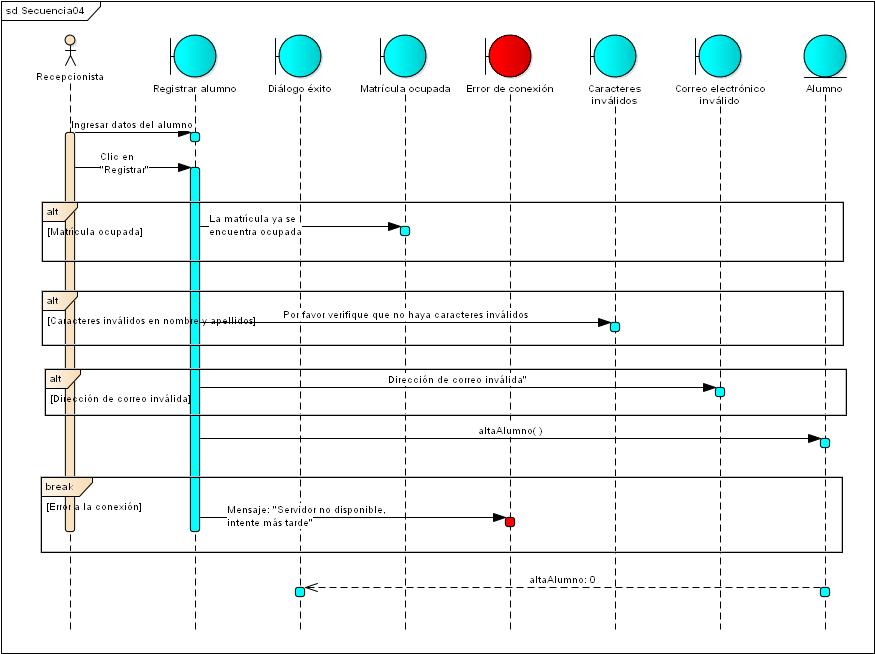 sd Secuencia04
Recepcionista
Registrar alumno
Diálogo éxito
Matrícula ocupada
Error de conexión
Caracteres
inválidos
Correo electrónico
inválido
Alumno
Ingresar datos del alumno
Clic en
"Registrar"
alt
[Matrícula ocupada]
La matrícula ya se
encuentra ocupada
alt
[Caracteres inválidos en nombre y apellidos]
Por favor verifique que no haya caracteres inválidos
alt
[Dirección de correo inválida]
Dirección de correo inválida"
altaAlumno( )
break
[Error a la conexión]
Mensaje: "Servidor no disponible,
intente más tarde"
altaAlumno: 0